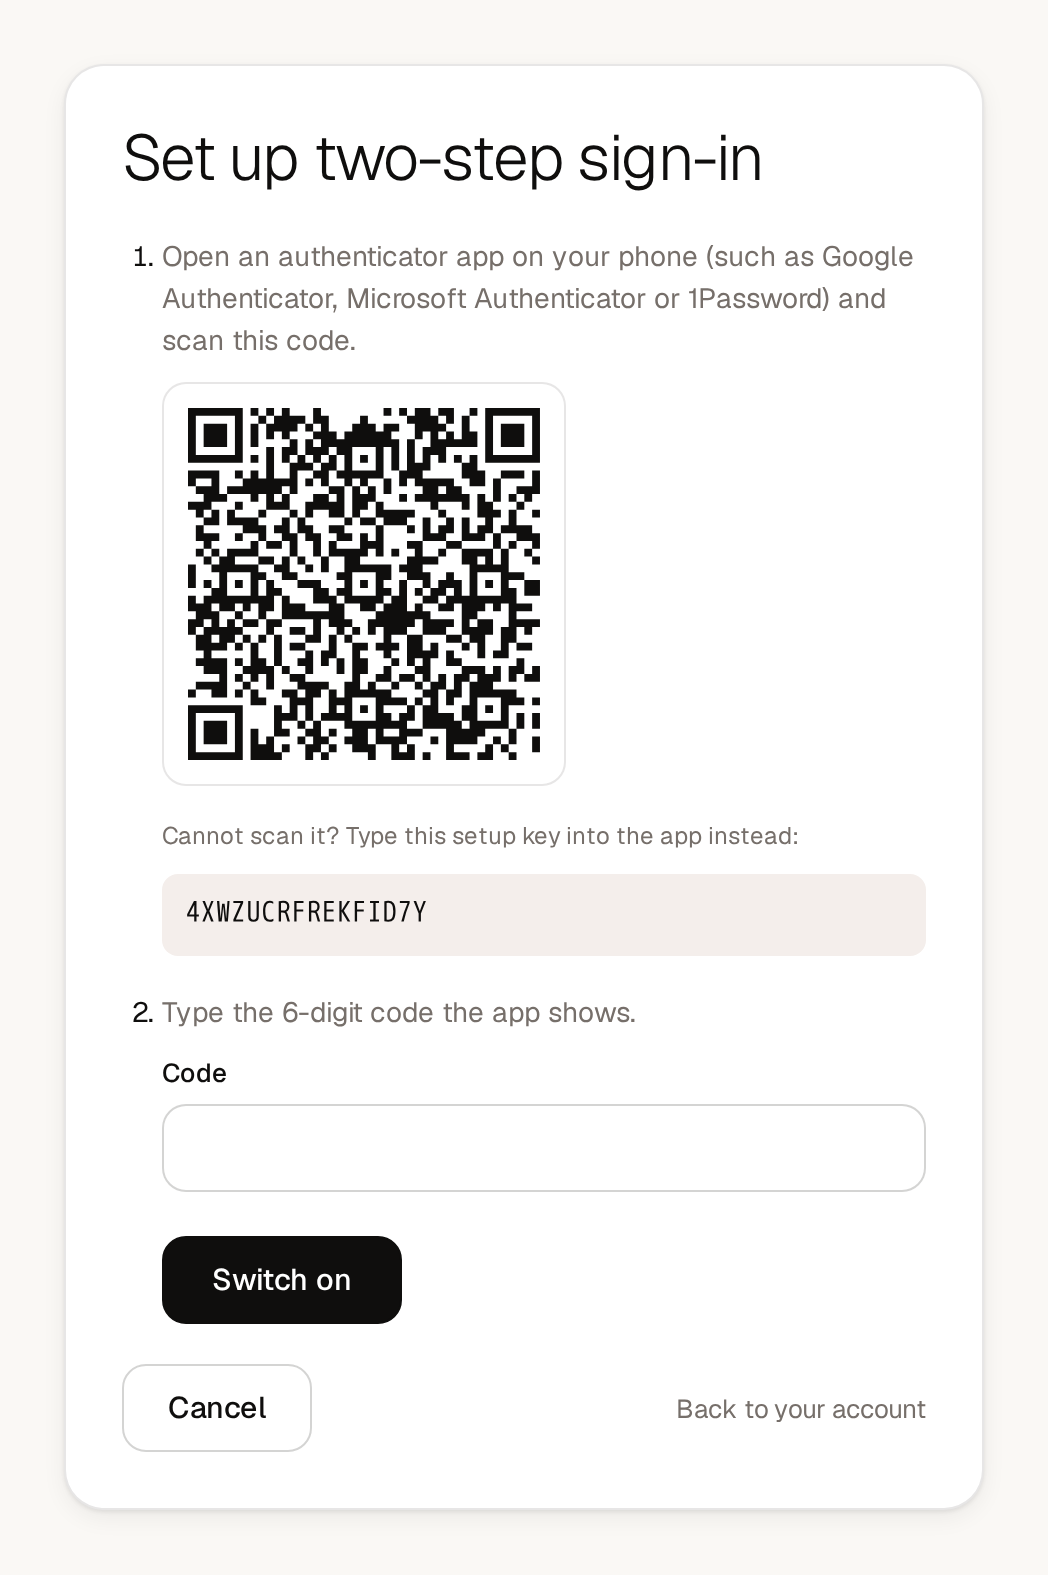 Set up two-step sign-in
1. Open an authenticator app on your phone (such as Google
Authenticator, Microsoft Authenticator or 1Password) and
scan this code.
Cannot scan it? Type this setup key into the app instead:
4XWZUCRFREKFID7Y
2. Type the 6-digit code the app shows.
Code
Switch on
Cancel
Back to your account